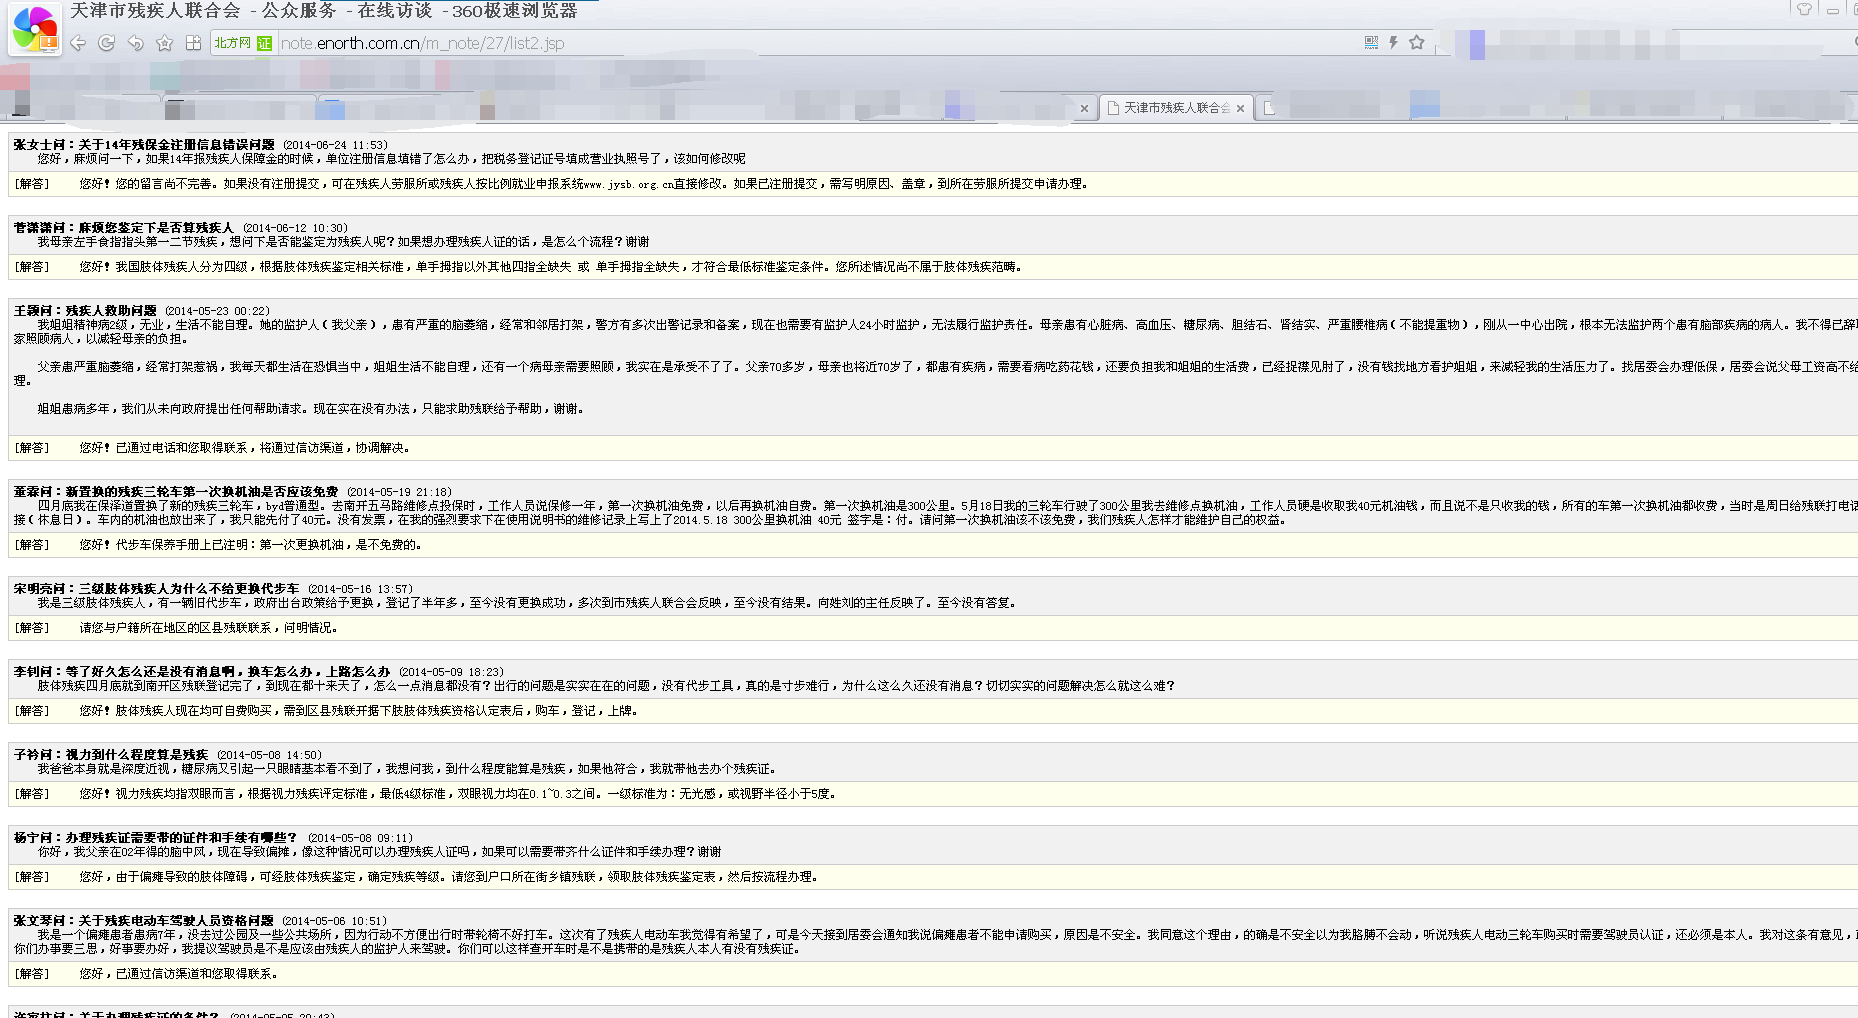 天津市残疾人联合会 - 公众服务 - 在线访谈 - 360极速浏览器
北方网 证 note.enorth.com.cn/m_note/27/list2.jsp
天津市残疾人联合会
张女士问：关于14年残保金注册信息错误问题 (2014-06-24 11:53)
您好，麻烦问一下，如果14年报残疾人保障金的时候，单位注册信息填错了怎么办，把税务登记证号填成营业执照号了，该如何修改呢
[解答] 您好！您的留言尚不完善。如果没有注册提交，可在残疾人劳服所或残疾人按比例就业申报系统www.jysb.org.cn直接修改。如果已注册提交，需写明原因、盖章，到所在劳服所提交申请办理。
菅潇潇问：麻烦您鉴定下是否算残疾人 (2014-06-12 10:30)
我母亲左手食指指头第一二节残疾，想问下是否能鉴定为残疾人呢？如果想办理残疾人证的话，是怎么个流程？谢谢
[解答] 您好！我国肢体残疾人分为四级，根据肢体残疾鉴定相关标准，单手拇指以外其他四指全缺失 或 单手拇指全缺失，才符合最低标准鉴定条件。您所述情况尚不属于肢体残疾范畴。
王颖问：残疾人救助问题 (2014-05-23 00:22)
我姐姐精神病2级，无业，生活不能自理。她的监护人（我父亲），患有严重的脑萎缩，经常和邻居打架，警方有多次出警记录和备案，现在也需要有监护人24小时监护，无法履行监护责任。母亲患有心脏病、高血压、糖尿病、胆结石、肾结实、严重腰椎病（不能提重物），刚从一中心出院，根本无法监护两个患有脑部疾病的病人。我不得已辞
家照顾病人，以减轻母亲的负担。
父亲患严重脑萎缩，经常打架惹祸，我每天都生活在恐惧当中，姐姐生活不能自理，还有一个病母亲需要照顾，我实在是承受不了了。父亲70多岁，母亲也将近70岁了，都患有疾病，需要看病吃药花钱，还要负担我和姐姐的生活费，已经捉襟见肘了，没有钱找地方看护姐姐，来减轻我的生活压力了。找居委会办理低保，居委会说父母工资高不给
理。
姐姐患病多年，我们从未向政府提出任何帮助请求。现在实在没有办法，只能求助残联给予帮助，谢谢。
[解答] 您好！已通过电话和您取得联系，将通过信访渠道，协调解决。
董霖问：新置换的残疾三轮车第一次换机油是否应该免费 (2014-05-19 21:18)
四月底我在保泽道置换了新的残疾三轮车，byd普通型。去南开五马路维修点投保时，工作人员说保修一年，第一次换机油免费，以后再换机油自费。第一次换机油是300公里。5月18日我的三轮车行驶了300公里我去维修点换机油，工作人员硬是收取我40元机油钱，而且说不是只收我的钱，所有的车第一次换机油都收费，当时是周日给残联打电话
接（休息日）。车内的机油也放出来了，我只能先付了40元。没有发票，在我的强烈要求下在使用说明书的维修记录上写上了2014.5.18 300公里换机油 40元 签字是：付。请问第一次换机油该不该免费，我们残疾人怎样才能维护自己的权益。
[解答] 您好！代步车保养手册上已注明：第一次更换机油，是不免费的。
宋明亮问：三级肢体残疾人为什么不给更换代步车 (2014-05-16 13:57)
我是三级肢体残疾人，有一辆旧代步车，政府出台政策给予更换，登记了半年多，至今没有更换成功，多次到市残疾人联合会反映，至今没有结果。向姓刘的主任反映了。至今没有答复。
[解答] 请您与户籍所在地区的区县残联联系，问明情况。
李钊问：等了好久怎么还是没有消息啊，换车怎么办，上路怎么办 (2014-05-09 18:23)
肢体残疾四月底就到南开区残联登记完了，到现在都十来天了，怎么一点消息都没有？出行的问题是实实在在的问题，没有代步工具，真的是寸步难行，为什么这么久还没有消息？切切实实的问题解决怎么就这么难？
[解答] 您好！肢体残疾人现在均可自费购买，需到区县残联开据下肢肢体残疾资格认定表后，购车，登记，上牌。
子衿问：视力到什么程度算是残疾 (2014-05-08 14:50)
我爸爸本身就是深度近视，糖尿病又引起一只眼睛基本看不到了，我想问我，到什么程度能算是残疾，如果他符合，我就带他去办个残疾证。
[解答] 您好！视力残疾均指双眼而言，根据视力残疾评定标准，最低4级标准，双眼视力均在0.1~0.3之间。一级标准为：无光感，或视野半径小于5度。
杨宁问：办理残疾证需要带的证件和手续有哪些？ (2014-05-08 09:11)
你好，我父亲在02年得的脑中风，现在导致偏摊，像这种情况可以办理残疾人证吗，如果可以需要带齐什么证件和手续办理？谢谢
[解答] 您好，由于偏瘫导致的肢体障碍，可经肢体残疾鉴定，确定残疾等级。请您到户口所在街乡镇残联，领取肢体残疾鉴定表，然后按流程办理。
张文琴问：关于残疾电动车驾驶人员资格问题 (2014-05-06 10:51)
我是一个偏瘫患者患病7年，没去过公园及一些公共场所，因为行动不方便出行时带轮椅不好打车。这次有了残疾人电动车我觉得有希望了，可是今天接到居委会通知我说偏瘫患者不能申请购买，原因是不安全。我同意这个理由，的确是不安全以为我胳膊不会动，听说残疾人电动三轮车购买时需要驾驶员认证，还必须是本人。我对这条有意见，
你们办事要三思，好事要办好，我提议驾驶员是不是应该由残疾人的监护人来驾驶。你们可以这样查开车时是不是携带的是残疾人本人有没有残疾证。
[解答] 您好，已通过信访渠道和您取得联系。
问：关于办理残疾证的条件？ (2014-05-05 20:43)